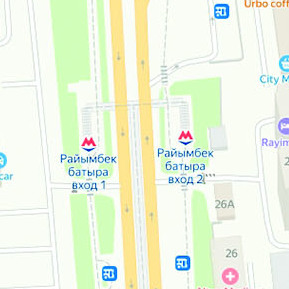 Urbo coff
City M
Райымбек
батыра
вход 1
Райымбек
батыра
вход 2
Rayim
car
26А
26